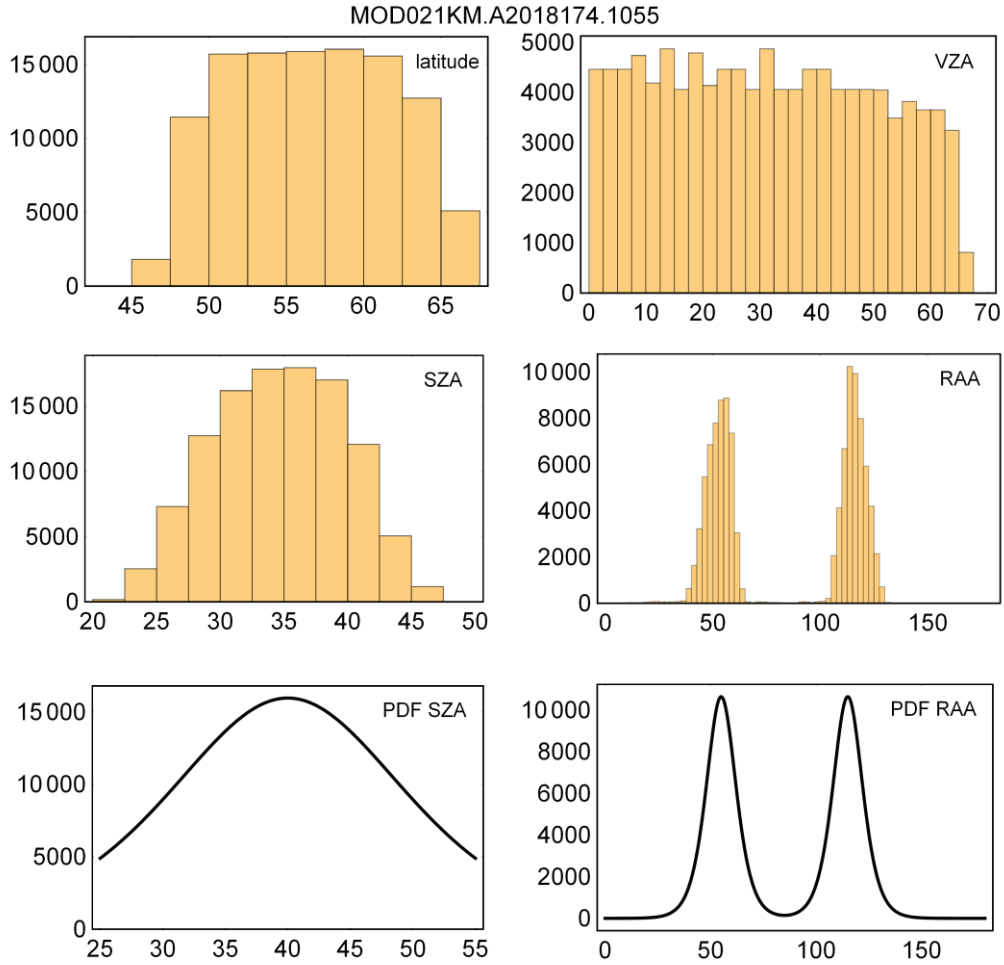 MOD021KM.A2018174.1055
latitude
15 000
10 000
5000
0
45 50 55 60 65
VZA
5000
4000
3000
2000
1000
0
0 10 20 30 40 50 60 70
SZA
15 000
10 000
5000
0
20 25 30 35 40 45 50
RAA
10 000
8000
6000
4000
2000
0
0 50 100 150
PDF SZA
15 000
10 000
5000
0
25 30 35 40 45 50 55
PDF RAA
10 000
8000
6000
4000
2000
0
0 50 100 150